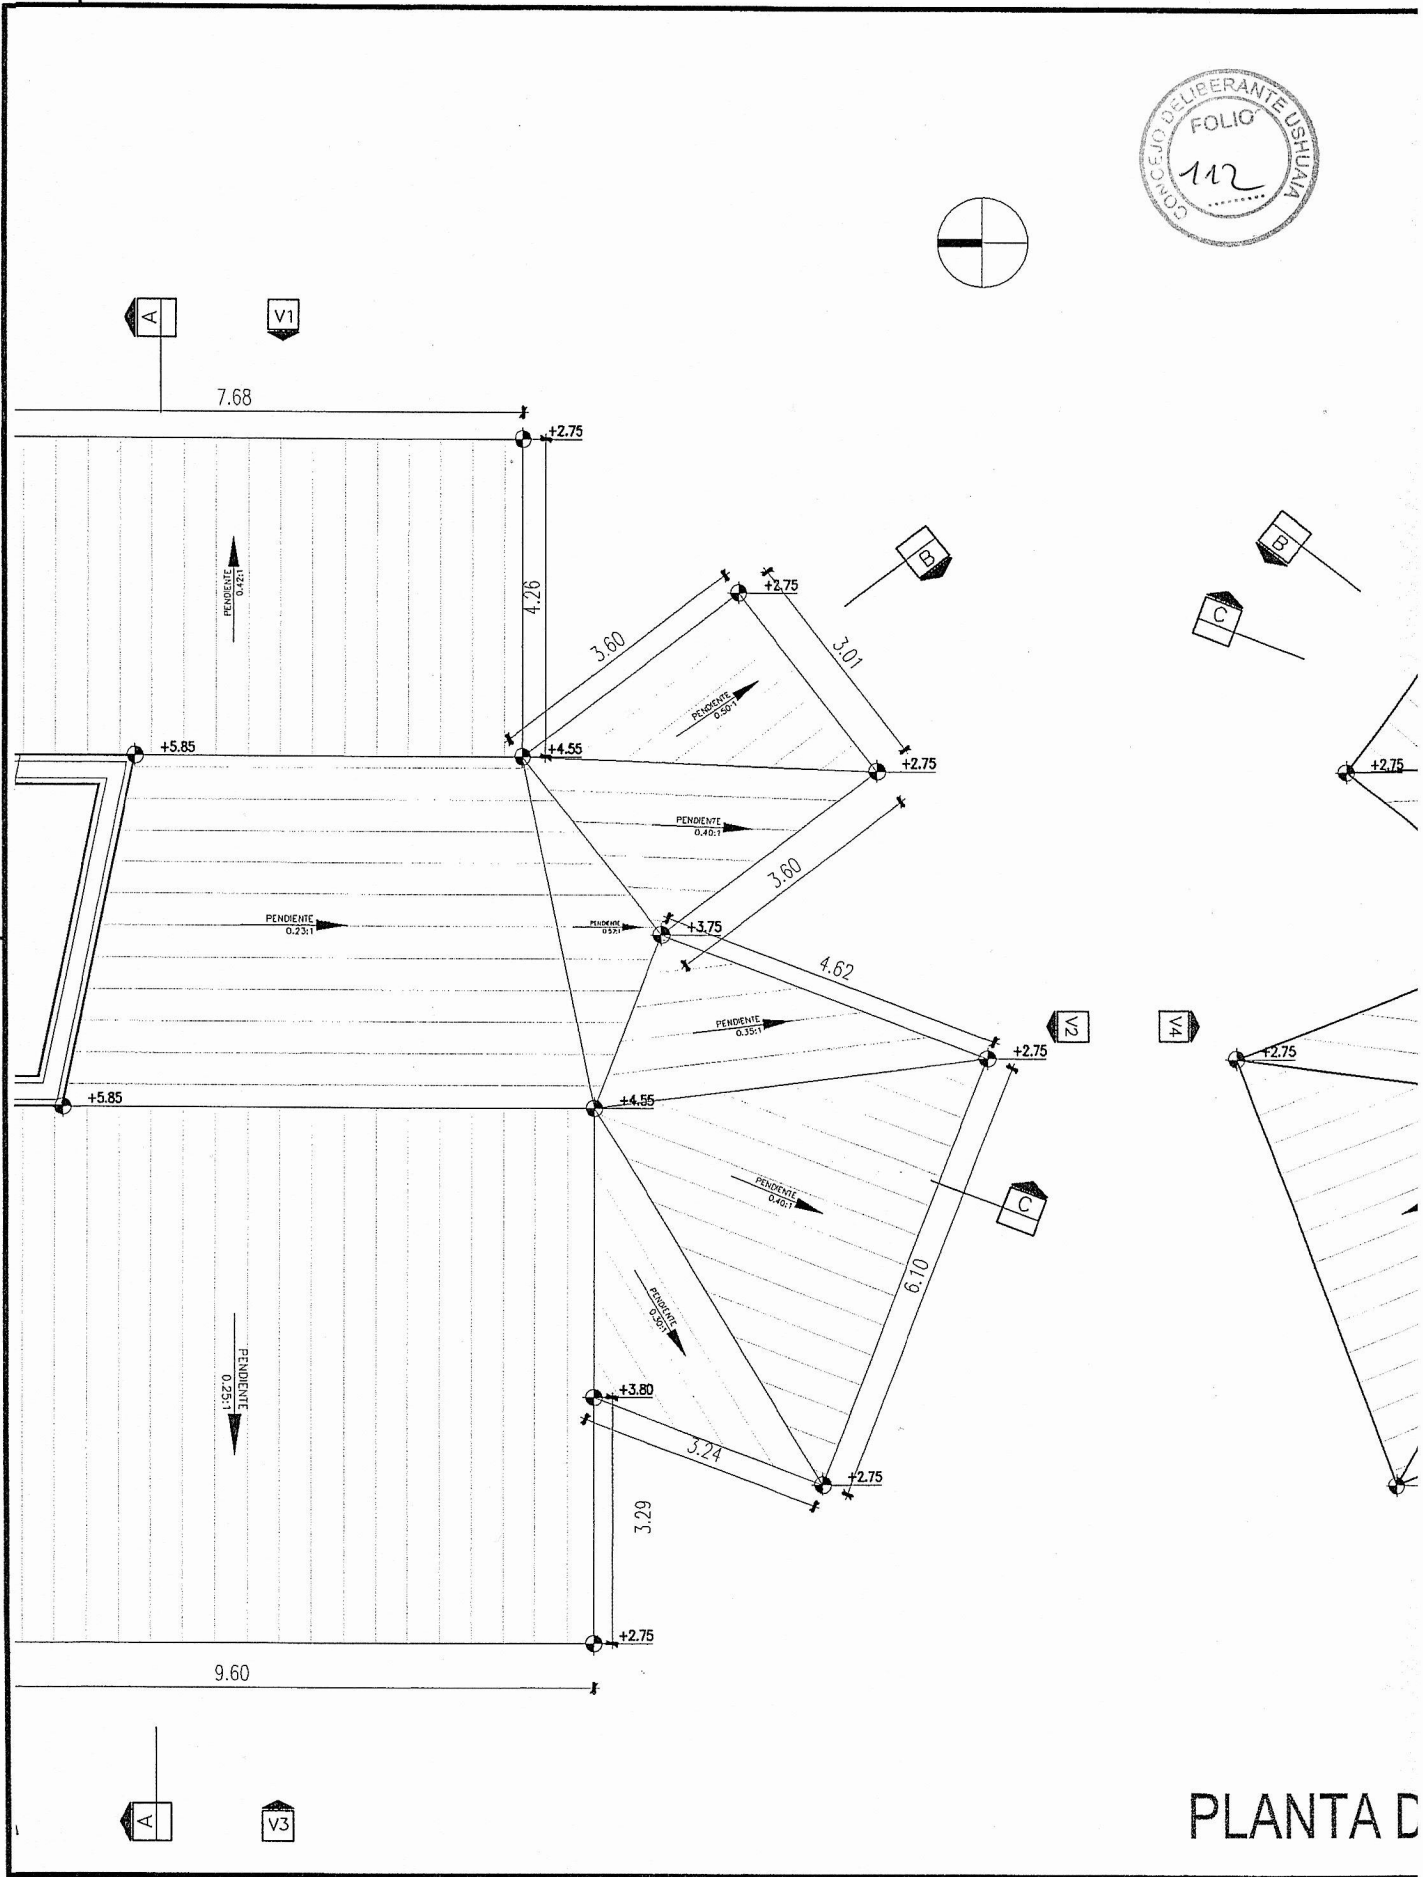 CONCEJO DELIBERANTE USHUAIA
FOLIO
112
A
V1
7.68
+2.75
4.26
PENDIENTE
0.42:1
B
B
C
+2.75
3.60
3.01
PENDIENTE
0.50:1
+5.85
+4.55
+2.75
+2.75
PENDIENTE
0.40:1
3.60
PENDIENTE
0.23:1
PENDIENTE
+3.75
4.62
PENDIENTE
0.35:1
V2
V4
+2.75
+2.75
+5.85
+4.55
PENDIENTE
0.40:1
C
6.10
PENDIENTE
0.30:1
PENDIENTE
0.25:1
+3.80
3.24
+2.75
3.29
+2.75
9.60
A
V3
PLANTA D